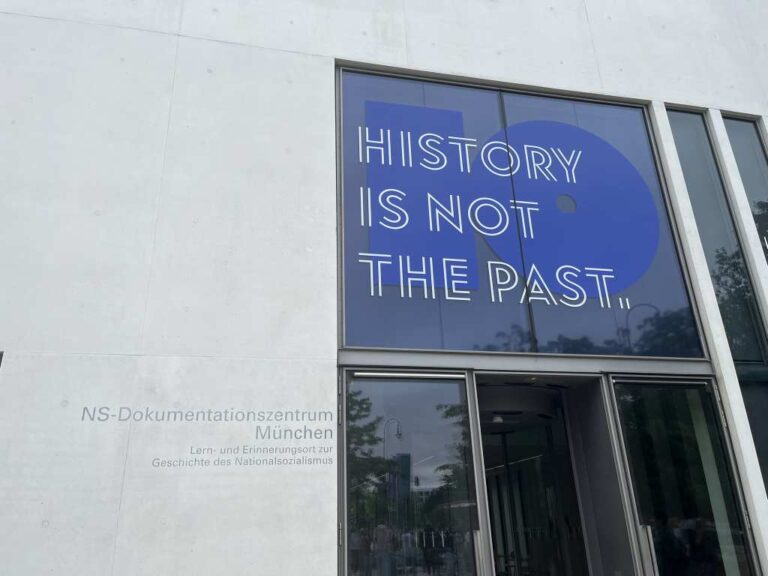 HISTORY
IS NOT
THE PAST..
NS-Dokumentationszentrum
München
Lern- und Erinnerungsort zur
Geschichte des Nationalsozialismus